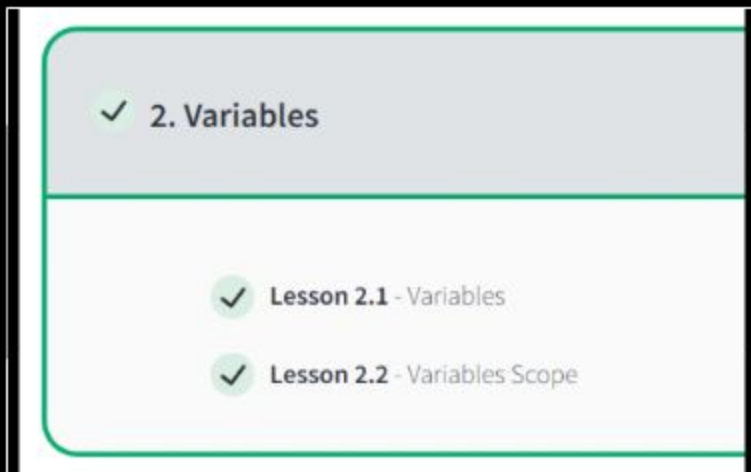 2. Variables
Lesson 2.1 - Variables
Lesson 2.2 - Variables Scope